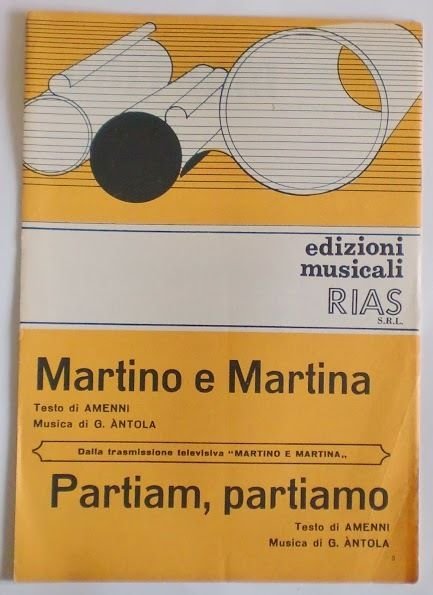 edizioni
musicali
RIAS
S.R.L.
Martino e Martina
Testo di AMENNI
Musica di G. ÀNTOLA
Dalla trasmissione televisiva "MARTINO E MARTINA„
Partiam, partiamo
Testo di AMENNI
Musica di G. ÀNTOLA